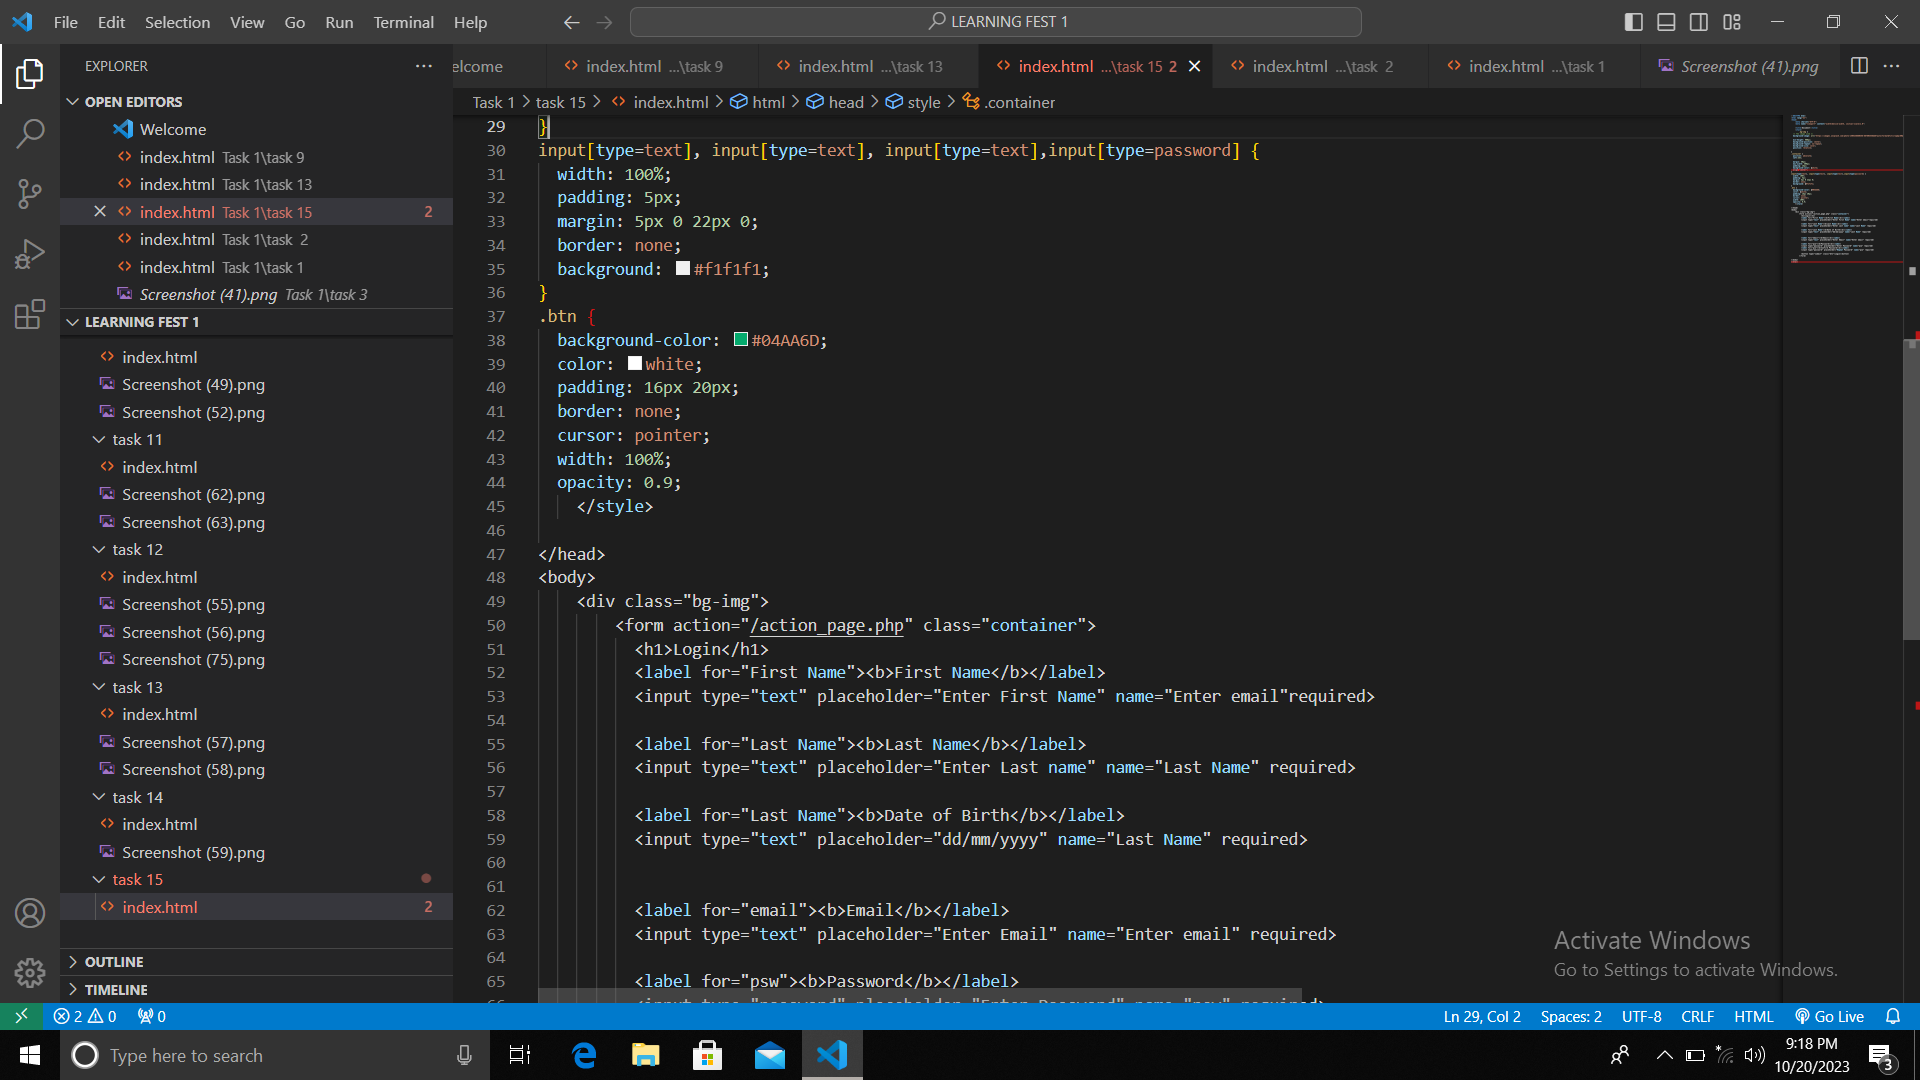 File Edit Selection View Go Run Terminal Help
LEARNING FEST 1
EXPLORER
elcome
index.html ...\task 9
index.html ...\task 13
index.html ...\task 15 2
index.html ...\task 2
index.html ...\task 1
Screenshot (41).png
OPEN EDITORS
Welcome
index.html Task 1\task 9
index.html Task 1\task 13
index.html Task 1\task 15 2
index.html Task 1\task 2
index.html Task 1\task 1
Screenshot (41).png Task 1\task 3
LEARNING FEST 1
index.html
Screenshot (49).png
Screenshot (52).png
task 11
index.html
Screenshot (62).png
Screenshot (63).png
task 12
index.html
Screenshot (55).png
Screenshot (56).png
Screenshot (75).png
task 13
index.html
Screenshot (57).png
Screenshot (58).png
task 14
index.html
Screenshot (59).png
task 15
index.html 2
OUTLINE
TIMELINE
Task 1 > task 15 > index.html > html > head > style > .container
29 }
30 input[type=text], input[type=text], input[type=text],input[type=password] {
31 width: 100%;
32 padding: 5px;
33 margin: 5px 0 22px 0;
34 border: none;
35 background: #f1f1f1;
36 }
37 .btn {
38 background-color: #04AA6D;
39 color: white;
40 padding: 16px 20px;
41 border: none;
42 cursor: pointer;
43 width: 100%;
44 opacity: 0.9;
45 </style>
46
47 </head>
48 <body>
49 <div class="bg-img">
50 <form action="/action_page.php" class="container">
51 <h1>Login</h1>
52 <label for="First Name"><b>First Name</b></label>
53 <input type="text" placeholder="Enter First Name" name="Enter email"required>
54
55 <label for="Last Name"><b>Last Name</b></label>
56 <input type="text" placeholder="Enter Last name" name="Last Name" required>
57
58 <label for="Last Name"><b>Date of Birth</b></label>
59 <input type="text" placeholder="dd/mm/yyyy" name="Last Name" required>
60
61
62 <label for="email"><b>Email</b></label>
63 <input type="text" placeholder="Enter Email" name="Enter email" required>
64
65 <label for="psw"><b>Password</b></label>
66 <input type="password" placeholder="Enter Password" name="psw" required>
Activate Windows
Go to Settings to activate Windows.
2 0 0
Ln 29, Col 2 Spaces: 2 UTF-8 CRLF HTML Go Live
Type here to search
9:18 PM
10/20/2023
3